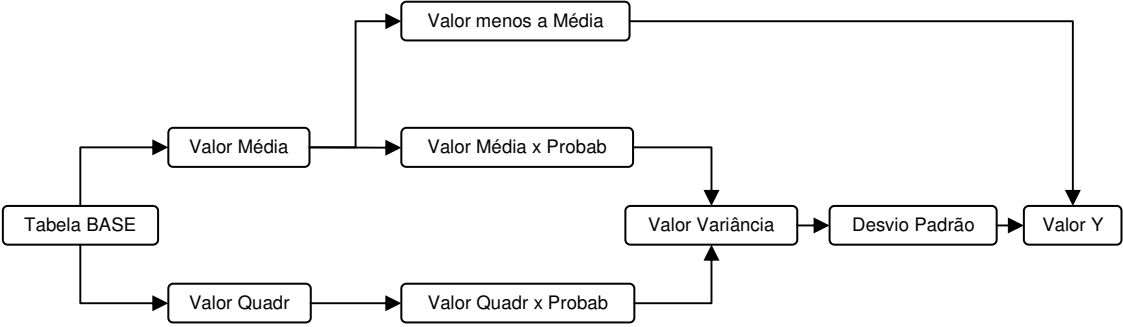 Valor menos a Média
Valor Média
Valor Média x Probab
Tabela BASE
Valor Variância
Desvio Padrão
Valor Y
Valor Quadr
Valor Quadr x Probab